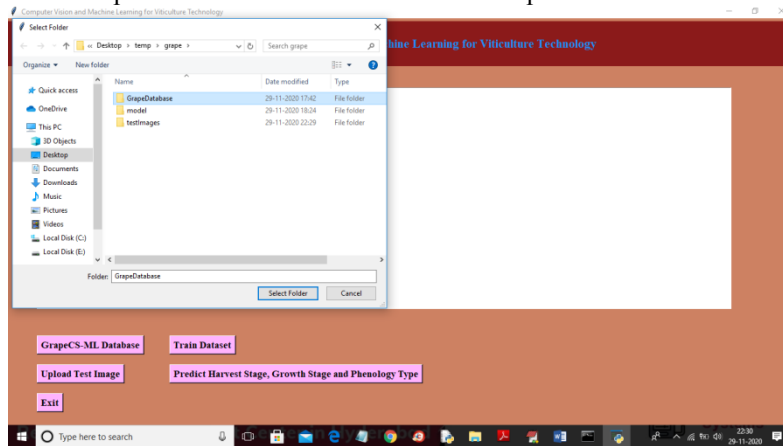 Computer Vision and Machine Learning for Viticulture Technology
Select Folder
« Desktop > temp > grape >
Search grape
hine Learning for Viticulture Technology
Organize
New folder
Name
Date modified
Type
Quick access
GrapeDatabase
29-11-2020 17:42
File folder
OneDrive
model
29-11-2020 18:24
File folder
testImages
29-11-2020 22:29
File folder
This PC
3D Objects
Desktop
Documents
Downloads
Music
Pictures
Videos
Local Disk (C:)
Local Disk (E:)
Folder:
GrapeDatabase
Select Folder
Cancel
GrapeCS-ML Database
Train Dataset
Upload Test Image
Predict Harvest Stage, Growth Stage and Phenology Type
Exit
Type here to search
22:30
29-11-2020